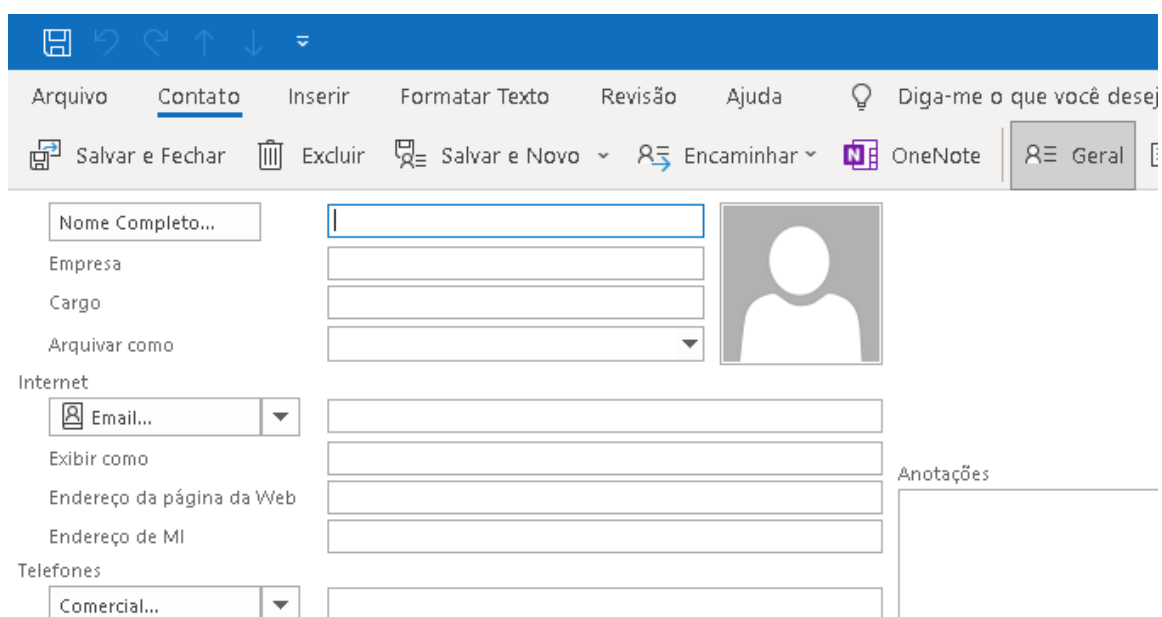 Arquivo Contato Inserir Formatar Texto Revisão Ajuda Diga-me o que você desej
Salvar e Fechar Excluir Salvar e Novo Encaminhar OneNote Geral
Nome Completo...
Empresa
Cargo
Arquivar como
Internet
Email...
Exibir como
Anotações
Endereço da página da Web
Endereço de MI
Telefones
Comercial...